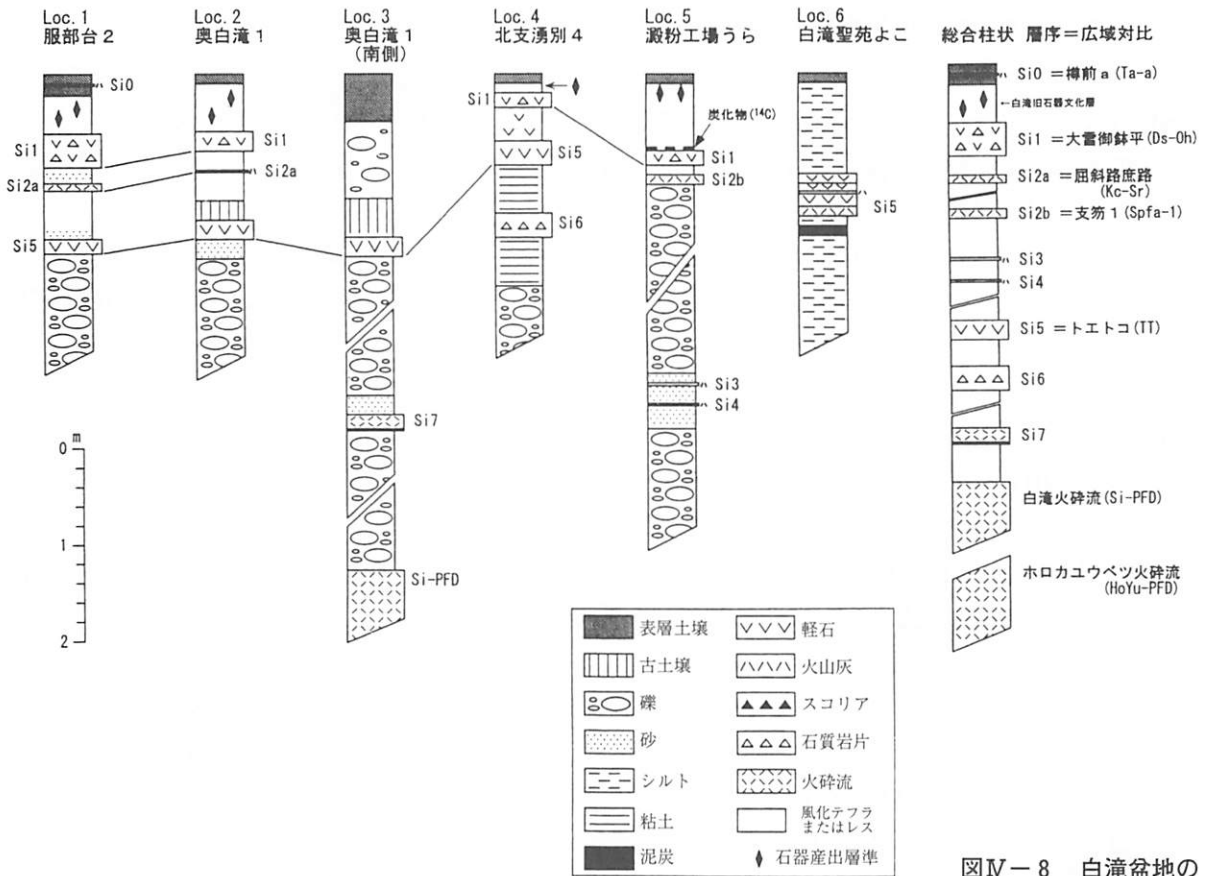 Loc. 1
服部台２
Loc. 2
奥白滝１
Loc. 3
奥白滝１
（南側）
Loc. 4
北支湧別４
Loc. 5
澱粉工場うら
Loc. 6
白滝聖苑よこ
総合柱状 層序＝広域対比
Si0
Si1
Si2a
Si5
Si1
Si2a
Si7
Si-PFD
Si1
Si5
Si6
炭化物(¹⁴C)
Si1
Si2b
Si3
Si4
Si5
Si0 ＝樽前ａ(Ta-a)
←白滝旧石器文化層
Si1 ＝大雪御鉢平(Ds-Oh)
Si2a ＝屈斜路庶路
(Kc-Sr)
Si2b ＝支笏１(Spfa-1)
Si3
Si4
Si5 ＝トエトコ(TT)
Si6
Si7
白滝火砕流(Si-PFD)
ホロカユウベツ火砕流
(HoYu-PFD)
0 m
1
2
表層土壌
軽石
古土壌
火山灰
礫
スコリア
砂
石質岩片
シルト
火砕流
粘土
風化テフラ
またはレス
泥炭
石器産出層準
図Ⅳ－８ 白滝盆地の